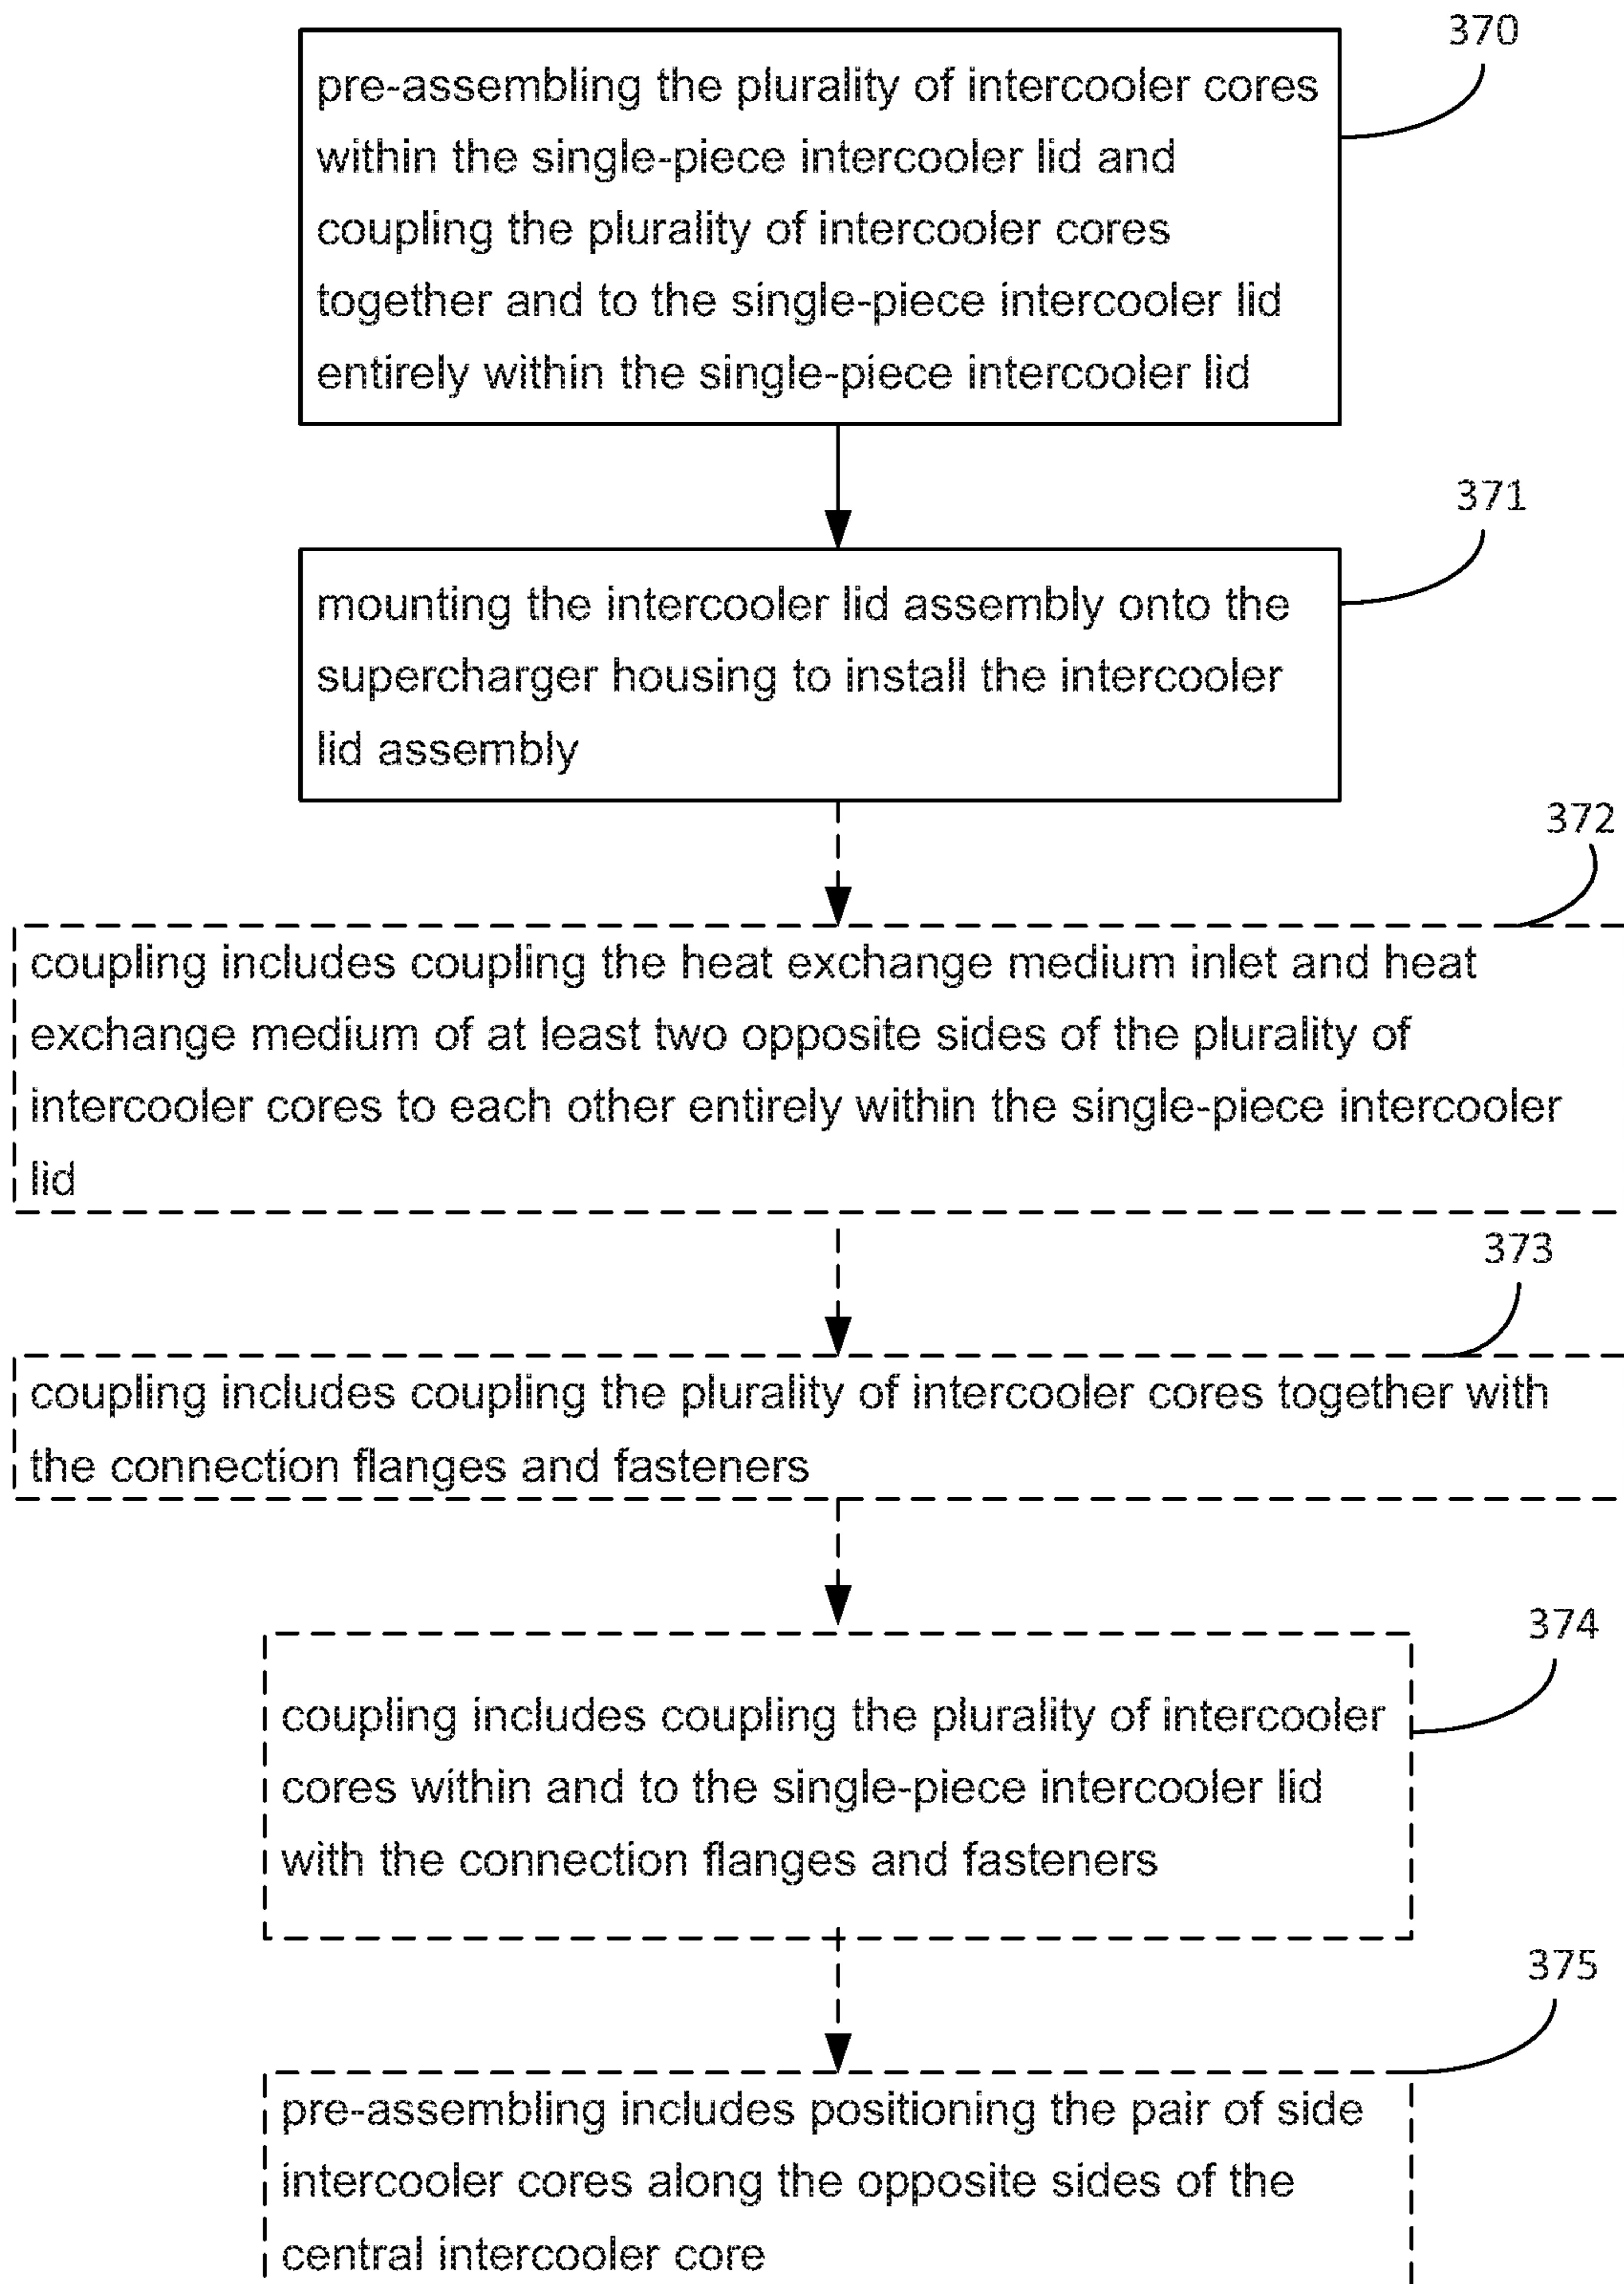 370
pre-assembling the plurality of intercooler cores
within the single-piece intercooler lid and
coupling the plurality of intercooler cores
together and to the single-piece intercooler lid
entirely within the single-piece intercooler lid
371
mounting the intercooler lid assembly onto the
supercharger housing to install the intercooler
lid assembly
372
coupling includes coupling the heat exchange medium inlet and heat
exchange medium of at least two opposite sides of the plurality of
intercooler cores to each other entirely within the single-piece intercooler
lid
373
coupling includes coupling the plurality of intercooler cores together with
the connection flanges and fasteners
374
coupling includes coupling the plurality of intercooler
cores within and to the single-piece intercooler lid
with the connection flanges and fasteners
375
pre-assembling includes positioning the pair of side
intercooler cores along the opposite sides of the
central intercooler core